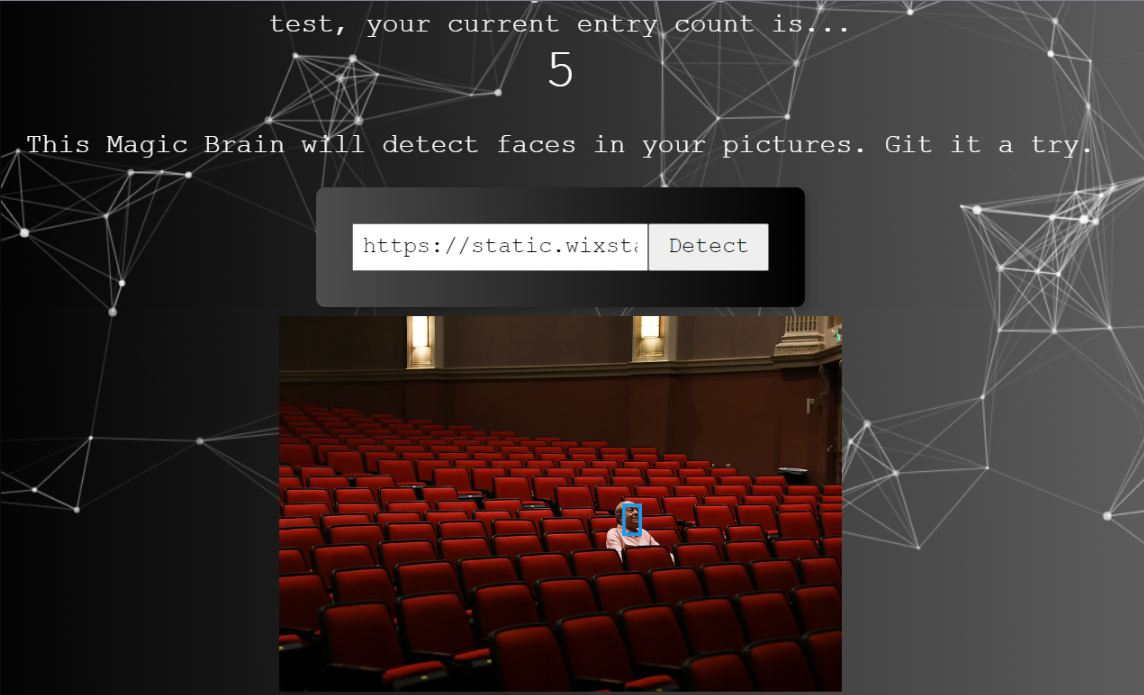 test, your current entry count is...
5
This Magic Brain will detect faces in your pictures. Git it a try.
https://static.wixsta Detect